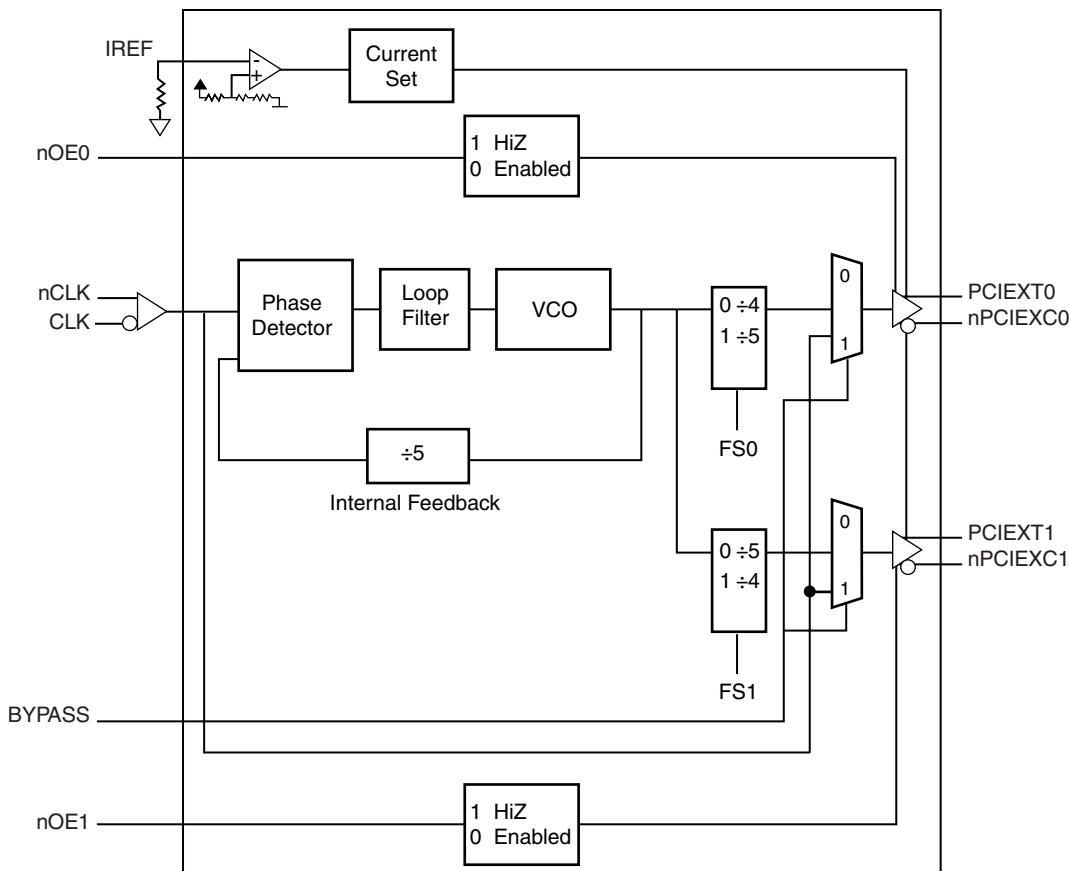 IREF
-
+
Current
Set
nOE0
1 HiZ
0 Enabled
nCLK
CLK
Phase
Detector
Loop
Filter
VCO
0 ÷4
1 ÷5
FS0
0
1
PCIEXT0
nPCIEXC0
÷5
Internal Feedback
0 ÷5
1 ÷4
FS1
0
1
PCIEXT1
nPCIEXC1
BYPASS
nOE1
1 HiZ
0 Enabled